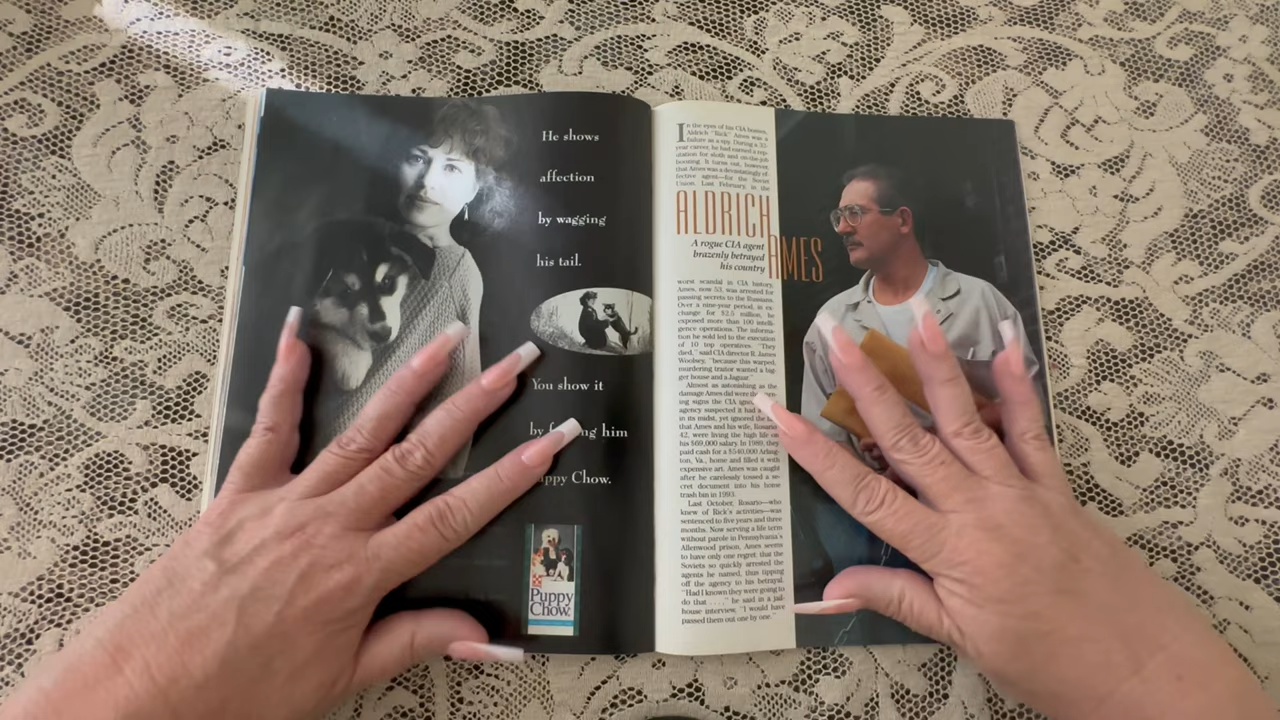 He shows
affection
by wagging
his tail.
You show it
by ing him
ppy Chow.
Puppy
Chow
In the eyes of his CIA bosses,
Aldrich "Rick" Ames was a
failure as a spy. During a 32-
year career, he had earned a rep-
utation for sloth and on-the-job
boozing. It turns out, however,
that Ames was a devastatingly ef-
fective agent—for the Soviet
Union. Last February, in the
ALDRICH
AMES
A rogue CIA agent
brazenly betrayed
his country
worst scandal in CIA history,
Ames, now 53, was arrested for
passing secrets to the Russians.
Over a nine-year period, in ex-
change for $2.5 million, he
exposed more than 100 intelli-
gence operations. The informa-
tion he sold led to the execution
of 10 top operatives. "They
died," said CIA director R. James
Woolsey, "because this warped,
murdering traitor wanted a big-
ger house and a Jaguar."
Almost as astonishing as the
damage Ames did were the
ing signs the CIA
agency suspected it had
in its midst, yet ignored the
that Ames and his wife, Rosario
42, were living the high life on
his $69,000 salary. In 1989, they
paid cash for a $540,000 Arling-
ton, Va., home and filled it with
expensive art. Ames was caught
after he carelessly tossed a se-
cret document into his home
trash bin in 1993.
Last October, Rosario—who
knew of Rick's activities—was
sentenced to five years and three
months. Now serving a life term
without parole in Pennsylvania's
Allenwood prison, Ames seems
to have only one regret: that the
Soviets so quickly arrested the
agents he named, thus tipping
off the agency to his betrayal.
"Had I known they were going to
do that . . . ," he said in a jail-
house interview, "I would have
passed them out one by one."